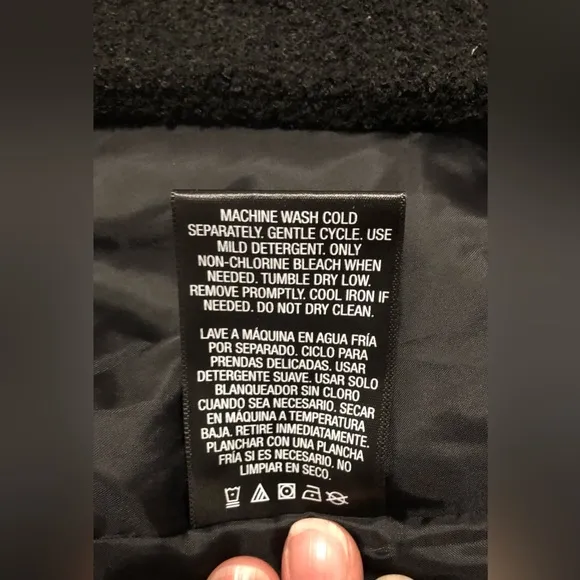 MACHINE WASH COLD
SEPARATELY. GENTLE CYCLE. USE
MILD DETERGENT. ONLY
NON-CHLORINE BLEACH WHEN
NEEDED. TUMBLE DRY LOW.
REMOVE PROMPTLY. COOL IRON IF
NEEDED. DO NOT DRY CLEAN.
LAVE A MÁQUINA EN AGUA FRÍA
POR SEPARADO. CICLO PARA
PRENDAS DELICADAS. USAR
DETERGENTE SUAVE. USAR SOLO
BLANQUEADOR SIN CLORO
CUANDO SEA NECESARIO. SECAR
EN MÁQUINA A TEMPERATURA
BAJA. RETIRE INMEDIATAMENTE.
PLANCHAR CON UNA PLANCHA
FRÍA SI ES NECESARIO. NO
LIMPIAR EN SECO.